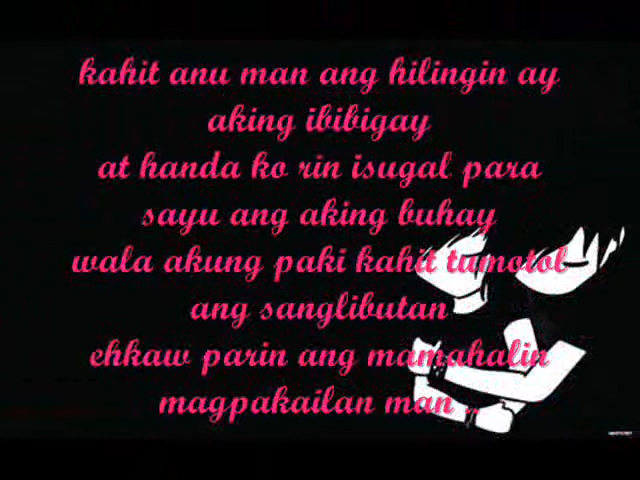 kahit anu man ang hilingin ay
aking ibibigay
at handa ko rin isugal para
sayu ang aking buhay
wala akung paki kahit tumotol
ang sanglibutan
ehkaw parin ang mamahalin
magpakailan man ..